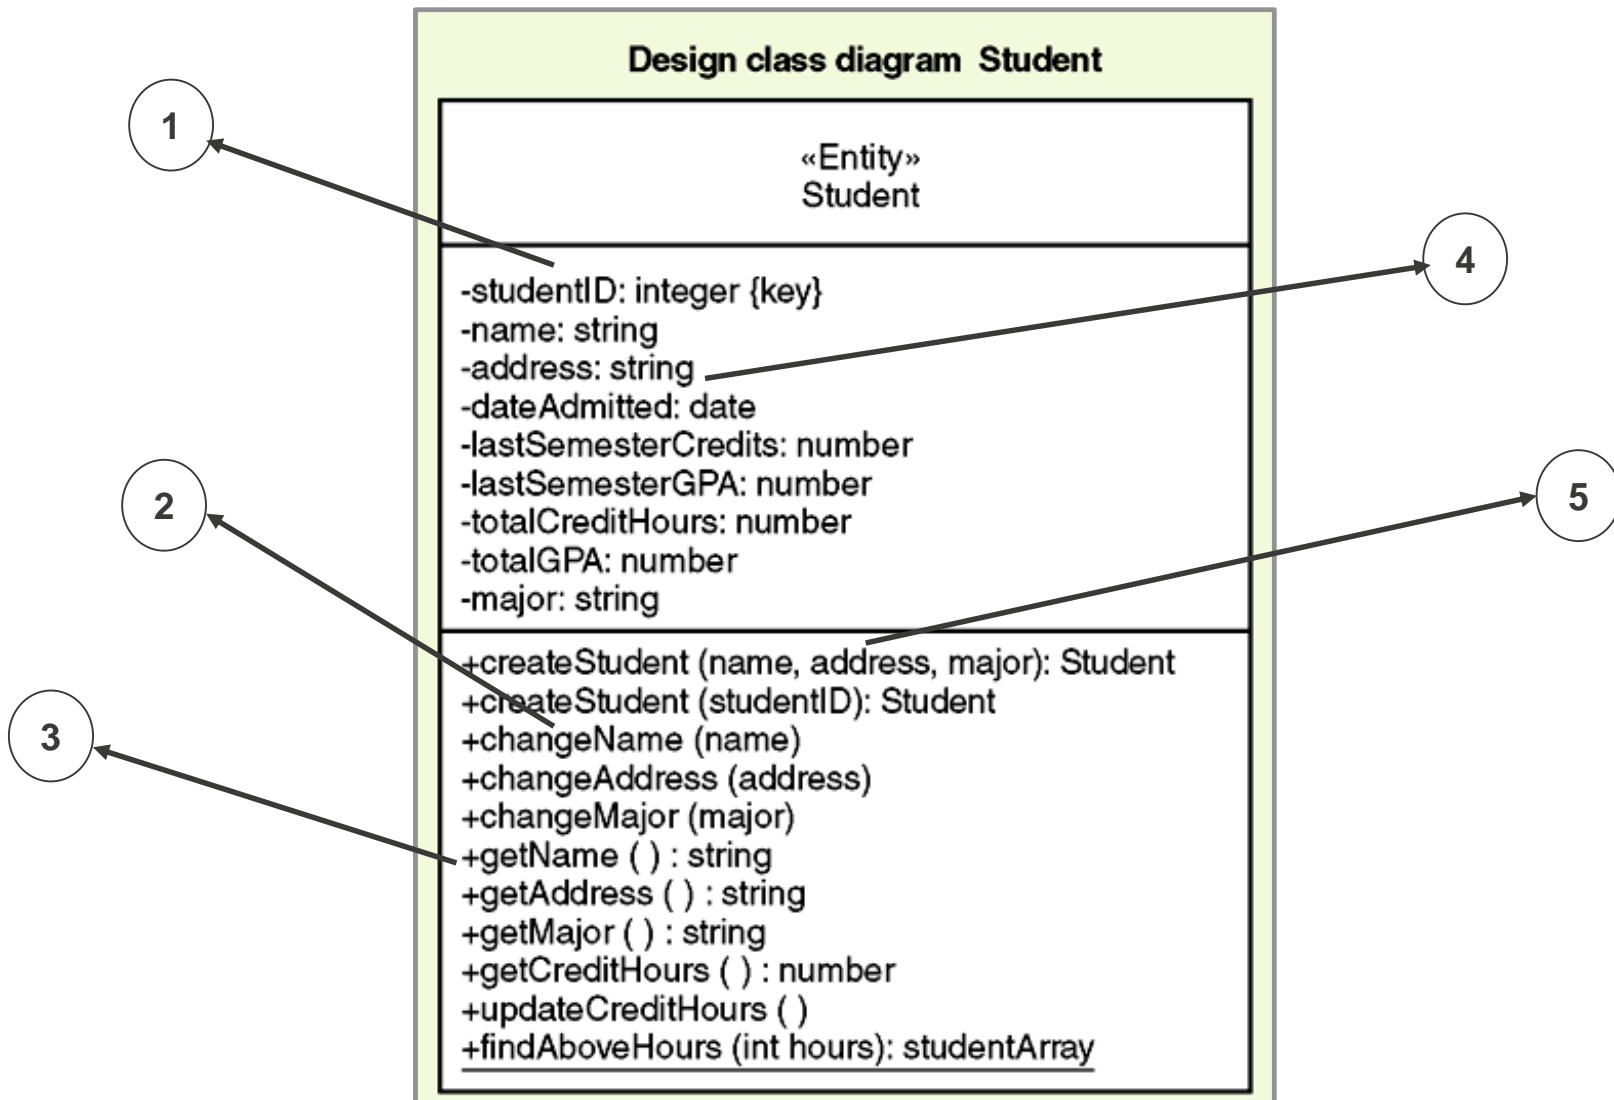 Design class diagram Student
1
«Entity»
Student
4
-studentID: integer {key}
-name: string
-address: string
-dateAdmitted: date
-lastSemesterCredits: number
-lastSemesterGPA: number
2
5
-totalCreditHours: number
-totalGPA: number
-major: string
+createStudent (name, address, major): Student
+createStudent (studentID): Student
3
+changeName (name)
+changeAddress (address)
+changeMajor (major)
+getName ( ) : string
+getAddress ( ) : string
+getMajor ( ) : string
+getCreditHours ( ) : number
+updateCreditHours ( )
+findAboveHours (int hours): studentArray